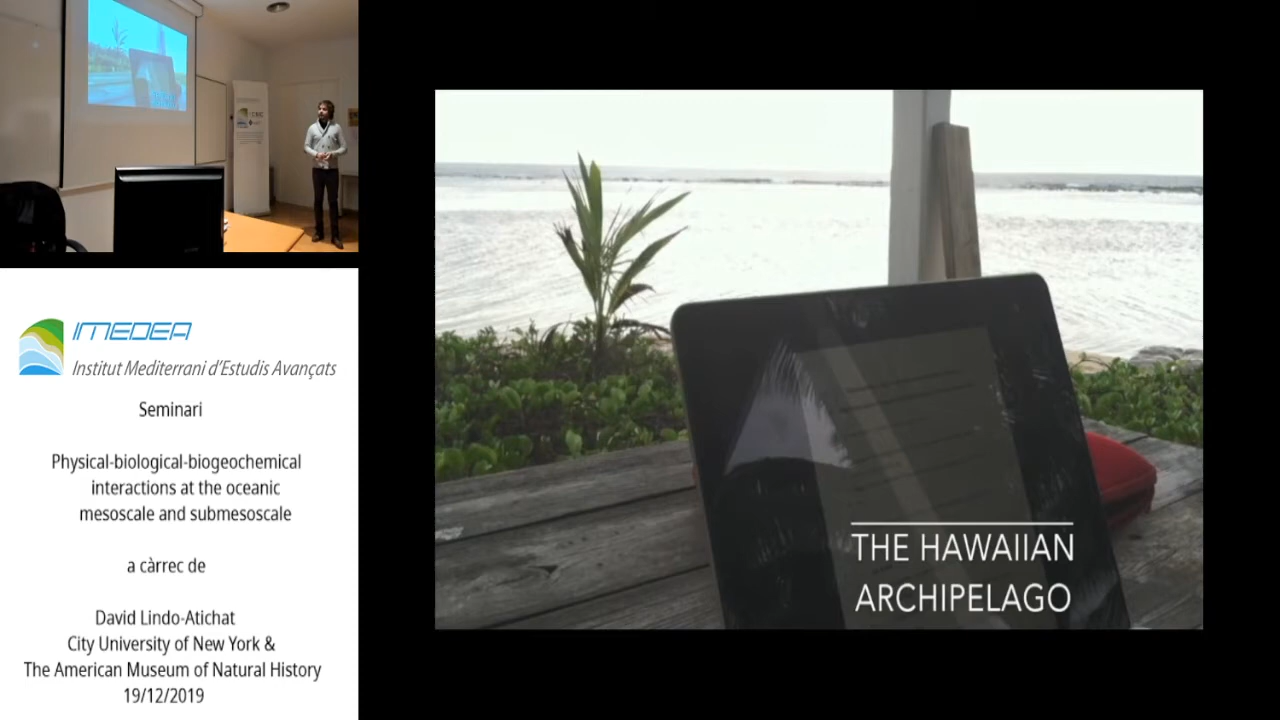 IMEDEA
Institut Mediterrani d'Estudis Avançats
Seminari
Physical-biological-biogeochemical
interactions at the oceanic
mesoscale and submesoscale
a càrrec de
David Lindo-Atichat
City University of New York &
The American Museum of Natural History
19/12/2019
THE HAWAIIAN
ARCHIPELAGO